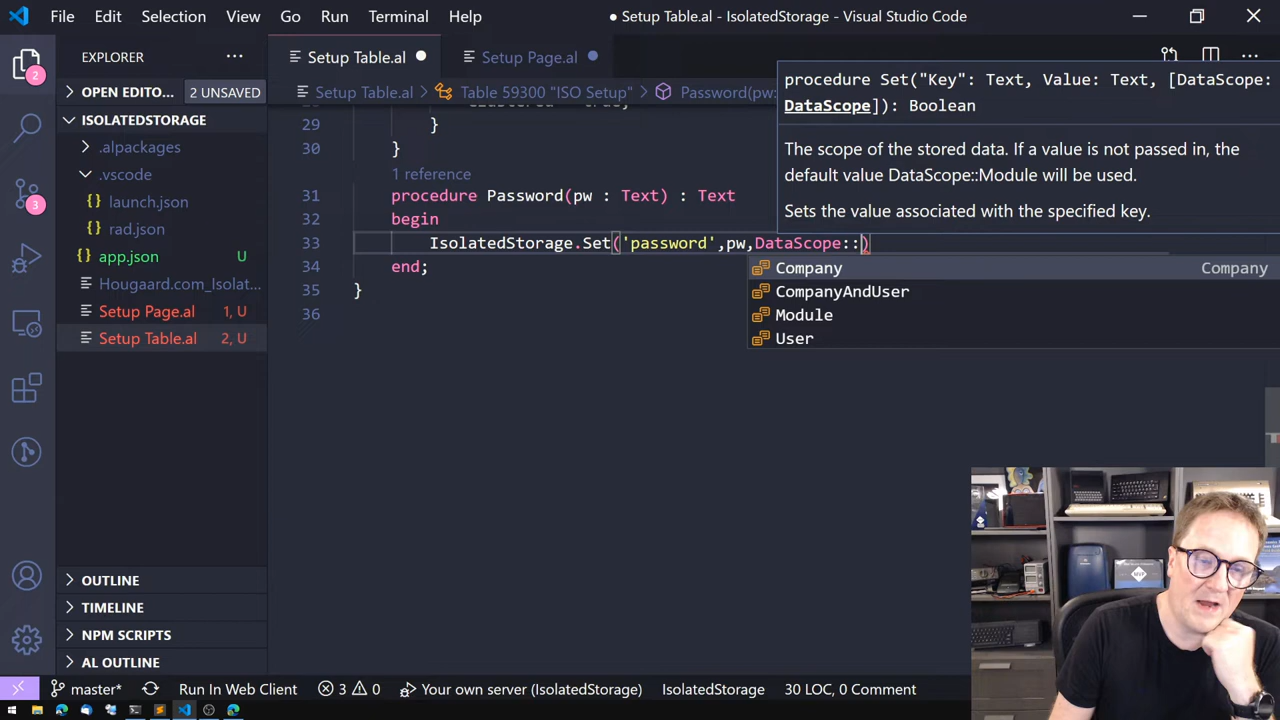 File Edit Selection View Go Run Terminal Help
● Setup Table.al - IsolatedStorage - Visual Studio Code
EXPLORER
Setup Table.al
Setup Page.al
OPEN EDITO... 2 UNSAVED
Setup Table.al > Table 59300 "ISO Setup" > Password(pw:
ISOLATEDSTORAGE
.alpackages
.vscode
launch.json
rad.json
app.json U
Hougaard.com_Isolat
Setup Page.al 1, U
Setup Table.al 2, U
OUTLINE
TIMELINE
NPM SCRIPTS
AL OUTLINE
2
3
29 }
30 }
1 reference
31 procedure Password(pw : Text) : Text
32 begin
33 IsolatedStorage.Set('password',pw,DataScope::)
34 end;
35 }
36
procedure Set("Key": Text, Value: Text, [DataScope:
DataScope]): Boolean
The scope of the stored data. If a value is not passed in, the
default value DataScope::Module will be used.
Sets the value associated with the specified key.
Company Company
CompanyAndUser
Module
User
MVP
master* Run In Web Client 3 0 Your own server (IsolatedStorage) IsolatedStorage 30 LOC, 0 Comment